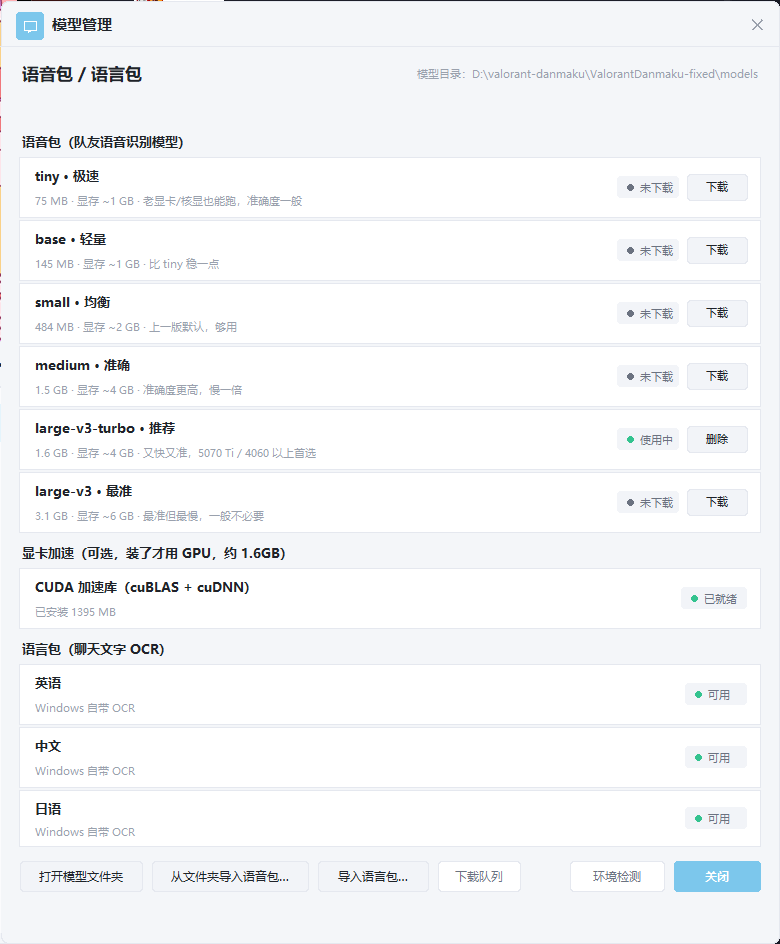 模型管理
语音包 / 语言包
模型目录：D:\valorant-danmaku\ValorantDanmaku-fixed\models
语音包（队友语音识别模型）
tiny • 极速
75 MB · 显存 ~1 GB · 老显卡/核显也能跑，准确度一般
未下载
下载
base • 轻量
145 MB · 显存 ~1 GB · 比 tiny 稳一点
未下载
下载
small • 均衡
484 MB · 显存 ~2 GB · 上一版默认，够用
未下载
下载
medium • 准确
1.5 GB · 显存 ~4 GB · 准确度更高，慢一倍
未下载
下载
large-v3-turbo • 推荐
1.6 GB · 显存 ~4 GB · 又快又准，5070 Ti / 4060 以上首选
使用中
删除
large-v3 • 最准
3.1 GB · 显存 ~6 GB · 最准但最慢，一般不必要
未下载
下载
显卡加速（可选，装了才用 GPU，约 1.6GB）
CUDA 加速库（cuBLAS + cuDNN）
已安装 1395 MB
已就绪
语言包（聊天文字 OCR）
英语
Windows 自带 OCR
可用
中文
Windows 自带 OCR
可用
日语
Windows 自带 OCR
可用
打开模型文件夹
从文件夹导入语音包...
导入语言包...
下载队列
环境检测
关闭